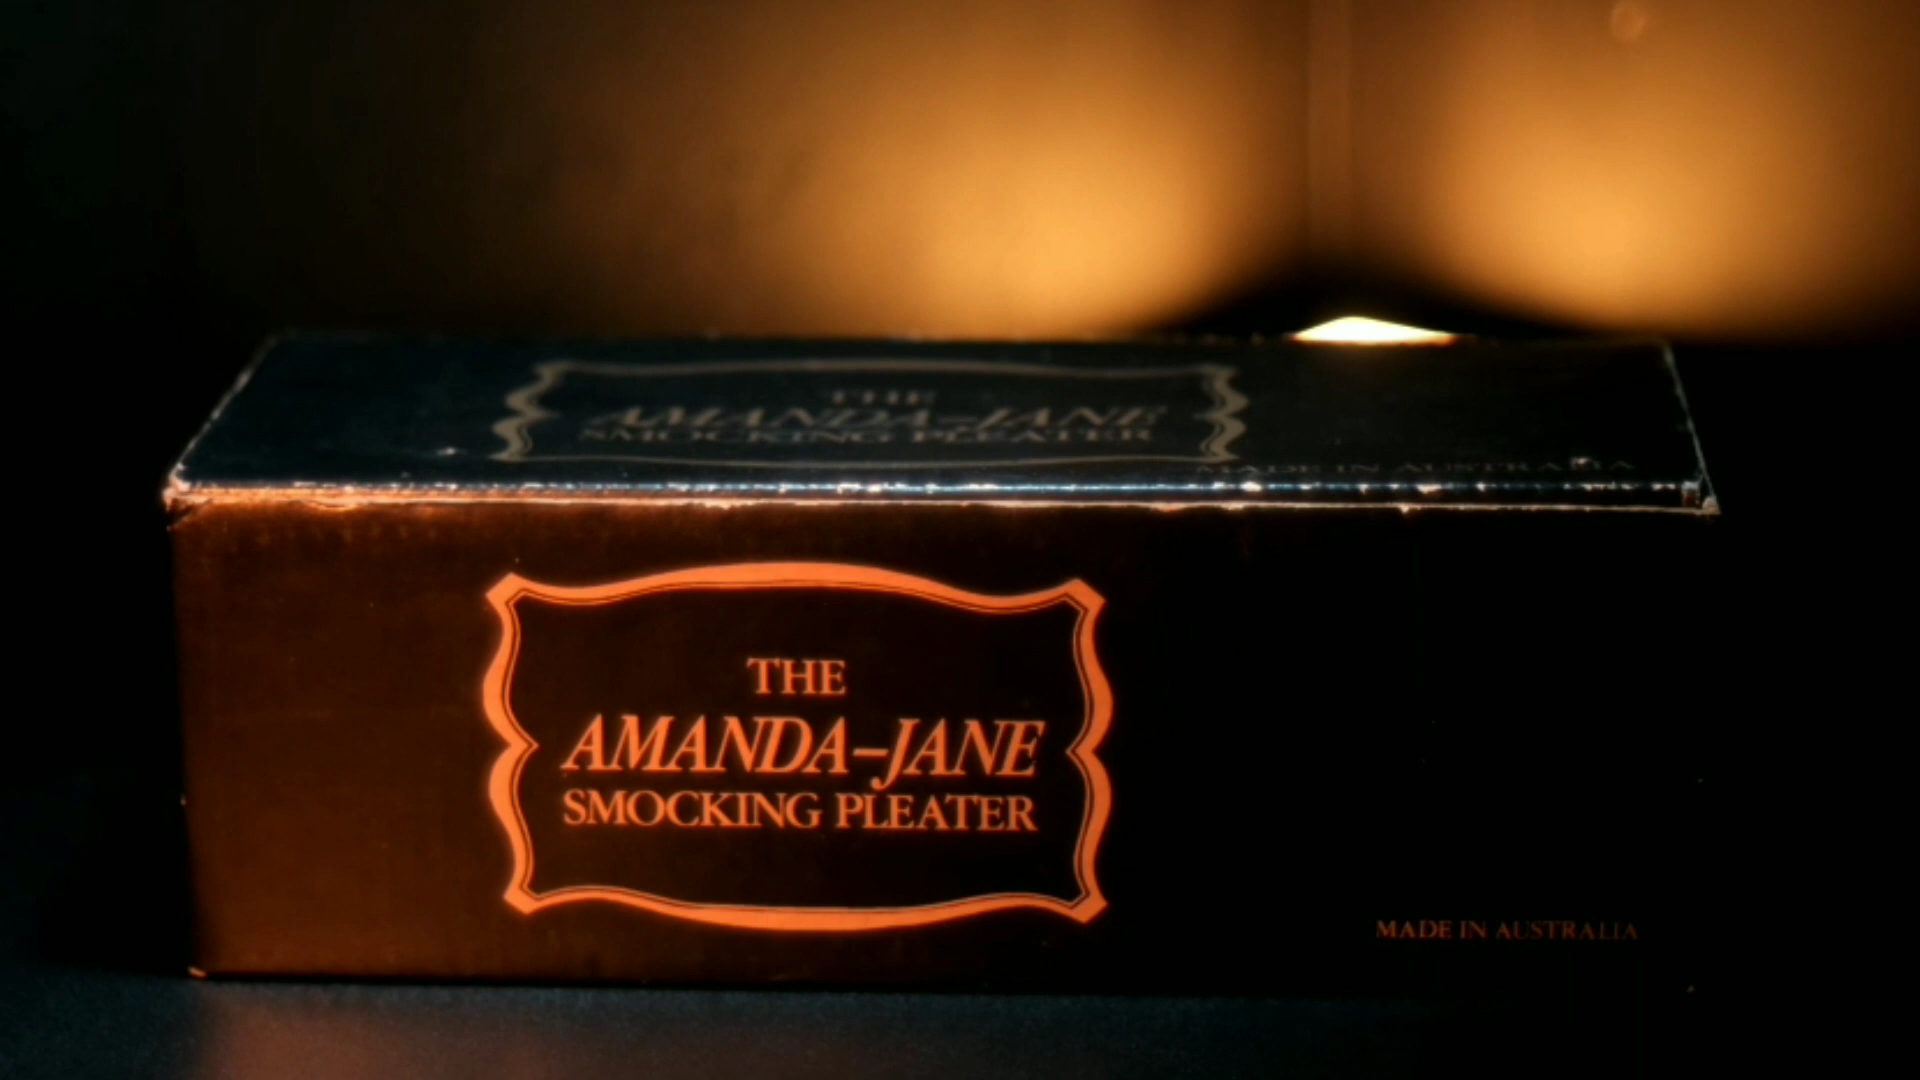 THE
AMANDA-JANE
SMOCKING PLEATER
MADE IN AUSTRALIA
THE
AMANDA-JANE
SMOCKING PLEATER
MADE IN AUSTRALIA